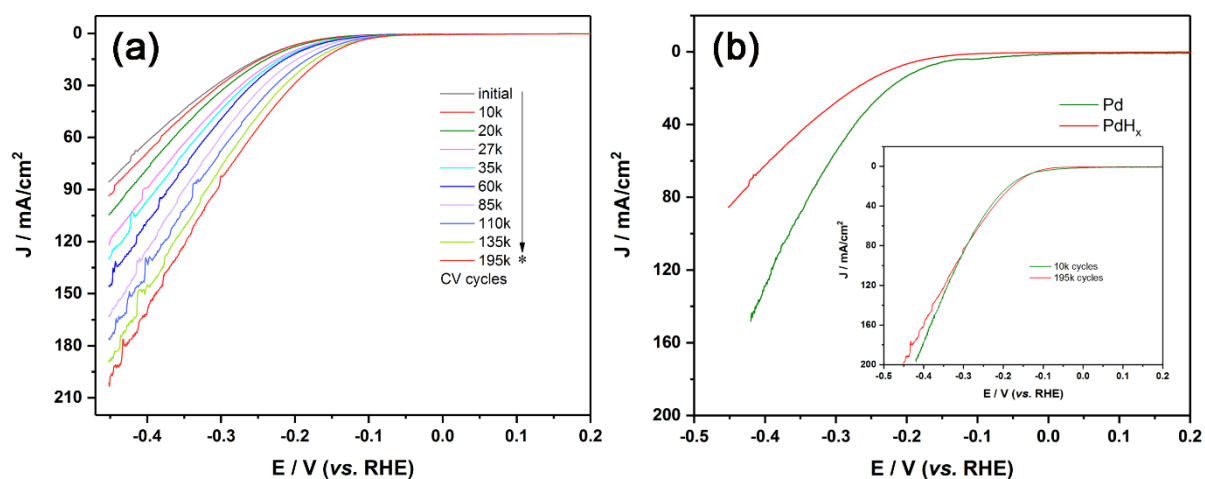 (a)
0
30
60
90
120
150
180
210
J / mA/cm²
-0.4
-0.3
-0.2
-0.1
0.0
0.1
0.2
E / V (vs. RHE)
initial
10k
20k
27k
35k
60k
85k
110k
135k
195k *
CV cycles
(b)
0
40
80
120
160
200
J / mA/cm²
-0.5
-0.4
-0.3
-0.2
-0.1
0.0
0.1
0.2
E / V (vs. RHE)
Pd
PdHₓ
0
40
80
120
160
200
J / mA/cm²
-0.5
-0.4
-0.3
-0.2
-0.1
0.0
0.1
0.2
E / V (vs. RHE)
10k cycles
195k cycles